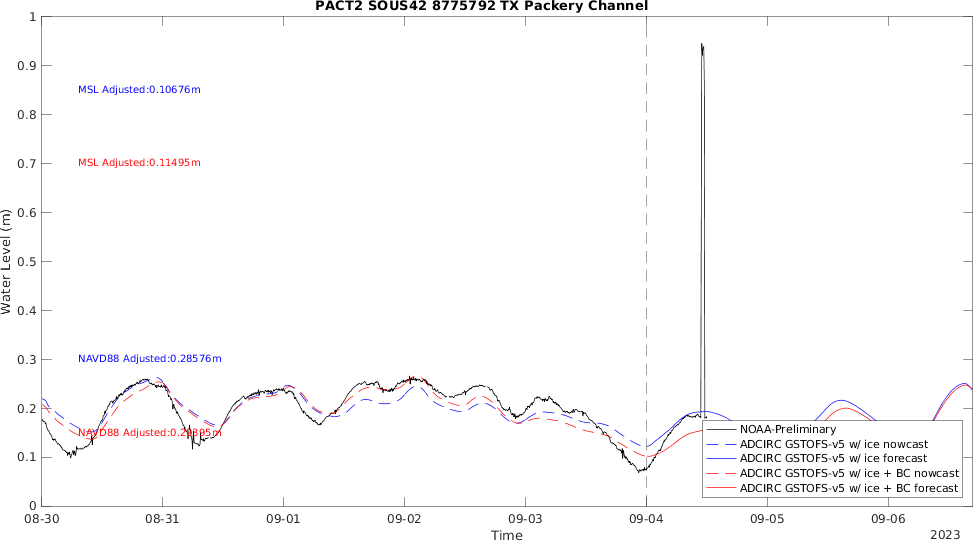 PACT2 SOUS42 8775792 TX Packery Channel
1
0.9
MSL Adjusted:0.10676m
0.8
0.7
MSL Adjusted:0.11495m
0.6
Water Level (m)
0.5
0.4
0.3
NAVD88 Adjusted:0.28576m
0.2
0.1
0
NOAA-Preliminary
ADCIRC GSTOFS-v5 w/ ice nowcast
ADCIRC GSTOFS-v5 w/ ice forecast
ADCIRC GSTOFS-v5 w/ ice + BC nowcast
ADCIRC GSTOFS-v5 w/ ice + BC forecast
08-30 08-31 09-01 09-02 09-03 09-04 09-05 09-06
Time
2023